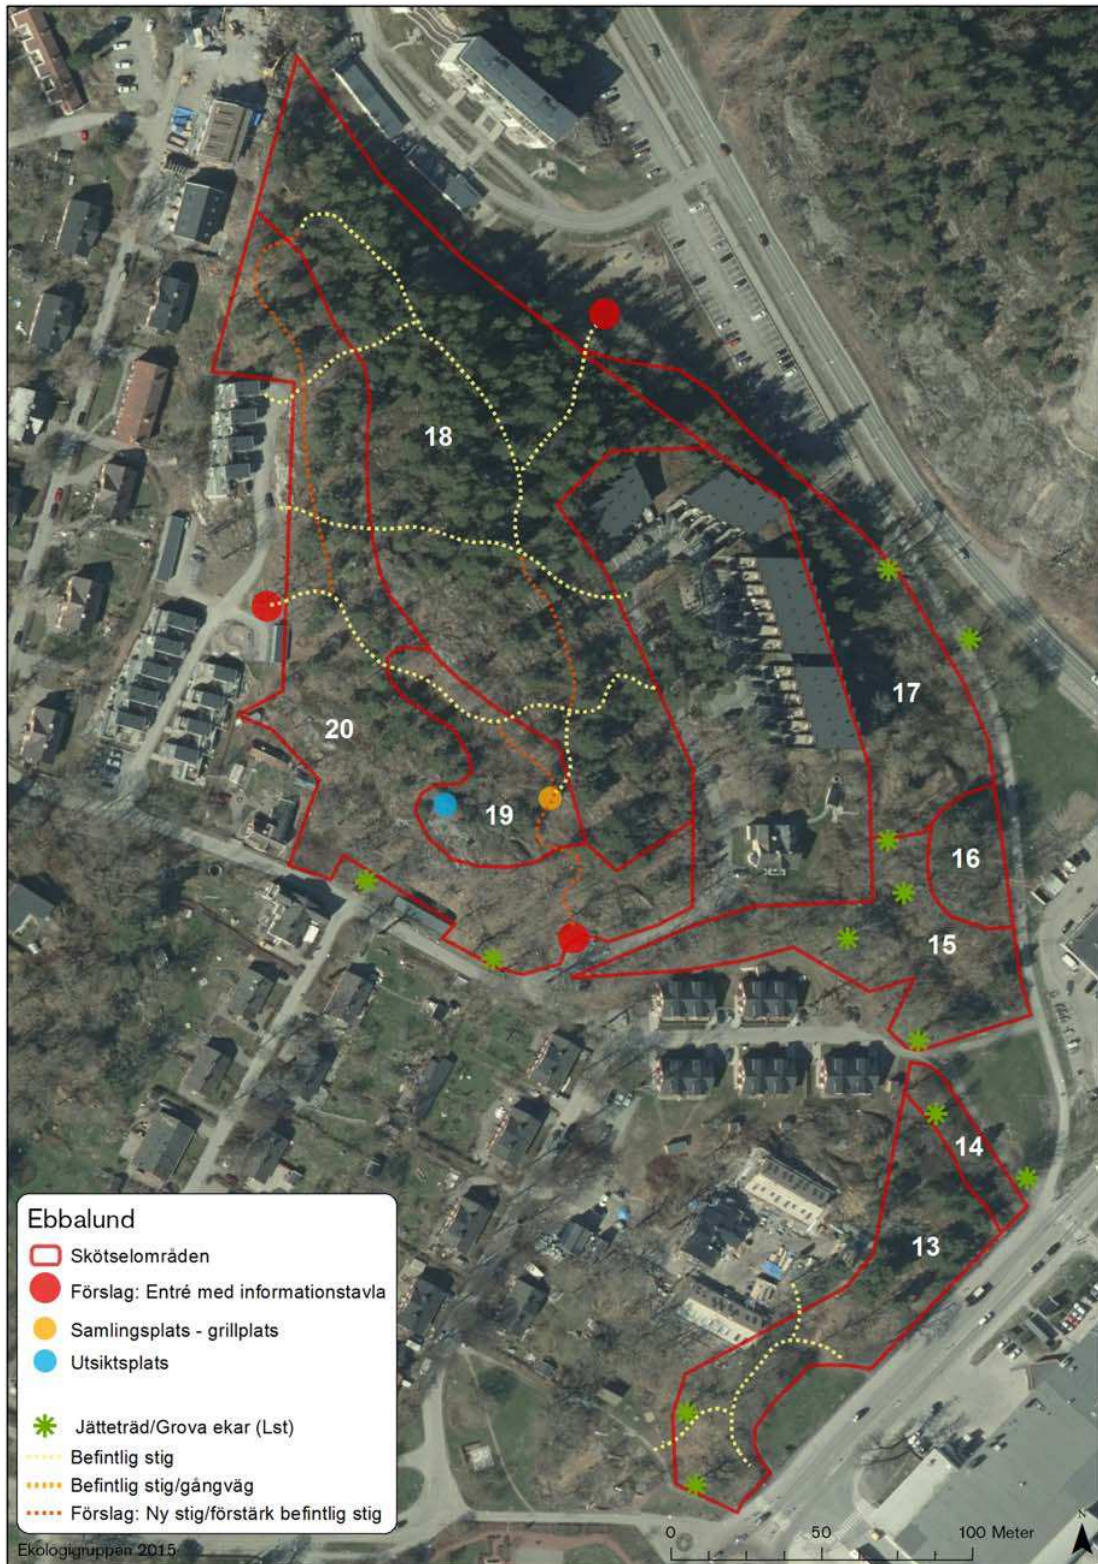 18
17
20
19
16
15
14
13
Ebbalund
Skötselområden
Förslag: Entré med informationstavla
Samlingsplats - grillplats
Utsiktsplats
Jätteträd/Grova ekar (Lst)
Befintlig stig
Befintlig stig/gångväg
Förslag: Ny stig/förstärk befintlig stig
0 50 100 Meter
N
Ekologigruppen 2015